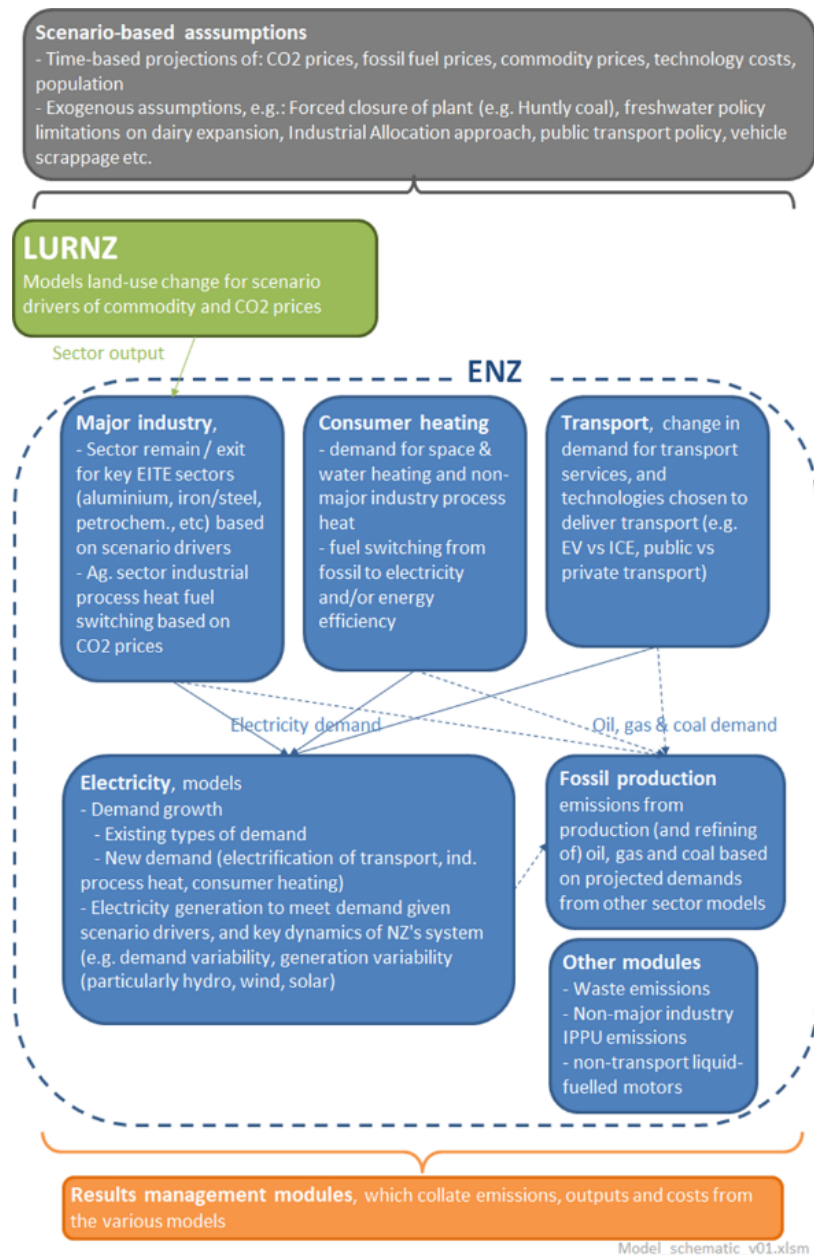 Scenario-based asssumptions
- Time-based projections of: CO2 prices, fossil fuel prices, commodity prices, technology costs,
population
- Exogenous assumptions, e.g.: Forced closure of plant (e.g. Huntly coal), freshwater policy
limitations on dairy expansion, Industrial Allocation approach, public transport policy, vehicle
scrappage etc.
LURNZ
Models land-use change for scenario
drivers of commodity and CO2 prices
Sector output
ENZ
Major industry,
- Sector remain / exit
for key EITE sectors
(aluminium, iron/steel,
petrochem., etc) based
on scenario drivers
- Ag. sector industrial
process heat fuel
switching based on
CO2 prices
Consumer heating
- demand for space &
water heating and non-
major industry process
heat
- fuel switching from
fossil to electricity
and/or energy
efficiency
Transport, change in
demand for transport
services, and
technologies chosen to
deliver transport (e.g.
EV vs ICE, public vs
private transport)
Electricity demand
Oil, gas & coal demand
Electricity, models
- Demand growth
- Existing types of demand
- New demand (electrification of transport, ind.
process heat, consumer heating)
- Electricity generation to meet demand given
scenario drivers, and key dynamics of NZ's system
(e.g. demand variability, generation variability
(particularly hydro, wind, solar)
Fossil production
emissions from
production (and refining
of) oil, gas and coal based
on projected demands
from other sector models
Other modules
- Waste emissions
- Non-major industry
IPPU emissions
- non-transport liquid-
fuelled motors
Results management modules, which collate emissions, outputs and costs from
the various models
Model_schematic_v01.xlsm